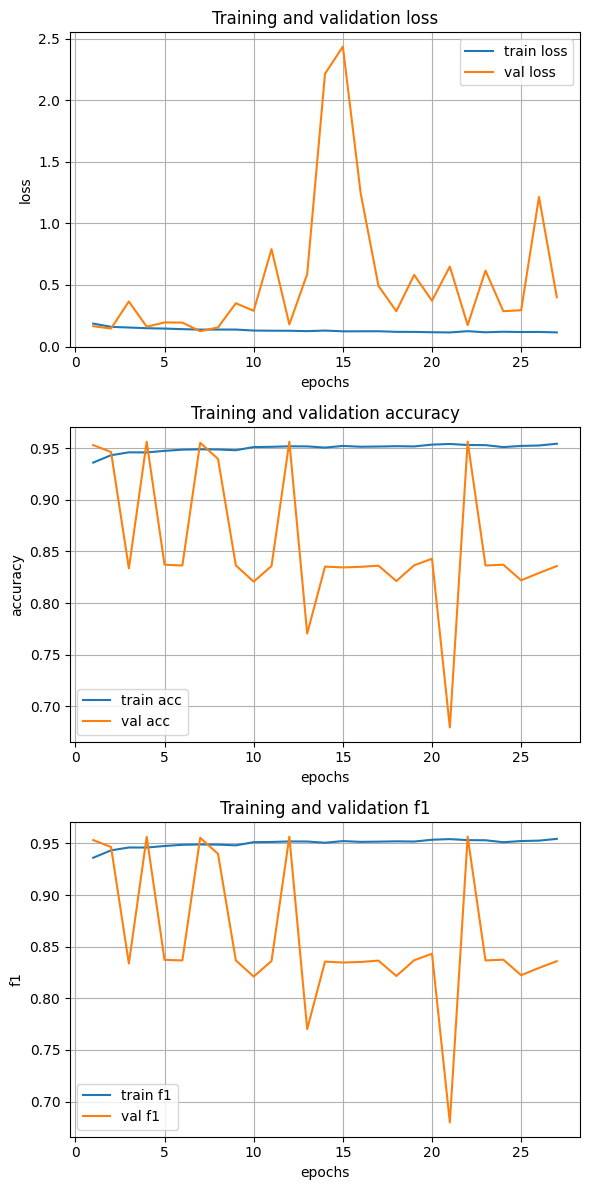 Training and validation loss
2.5
2.0
1.5
1.0
0.5
0.0
loss
train loss
val loss
0 5 10 15 20 25
epochs
Training and validation accuracy
0.95
0.90
0.85
0.80
0.75
0.70
accuracy
train acc
val acc
0 5 10 15 20 25
epochs
Training and validation f1
0.95
0.90
0.85
0.80
0.75
0.70
f1
train f1
val f1
0 5 10 15 20 25
epochs